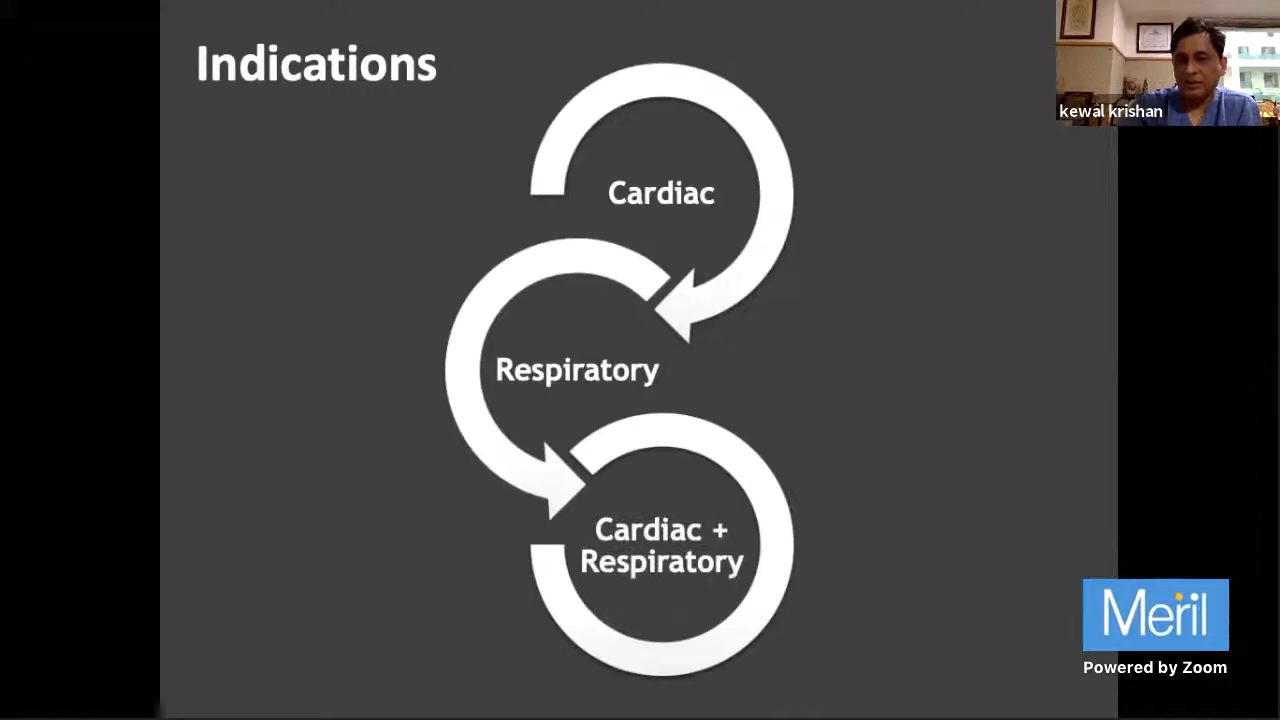 Indications
kewal krishan
Cardiac
Respiratory
Cardiac +
Respiratory
Meril
Powered by Zoom